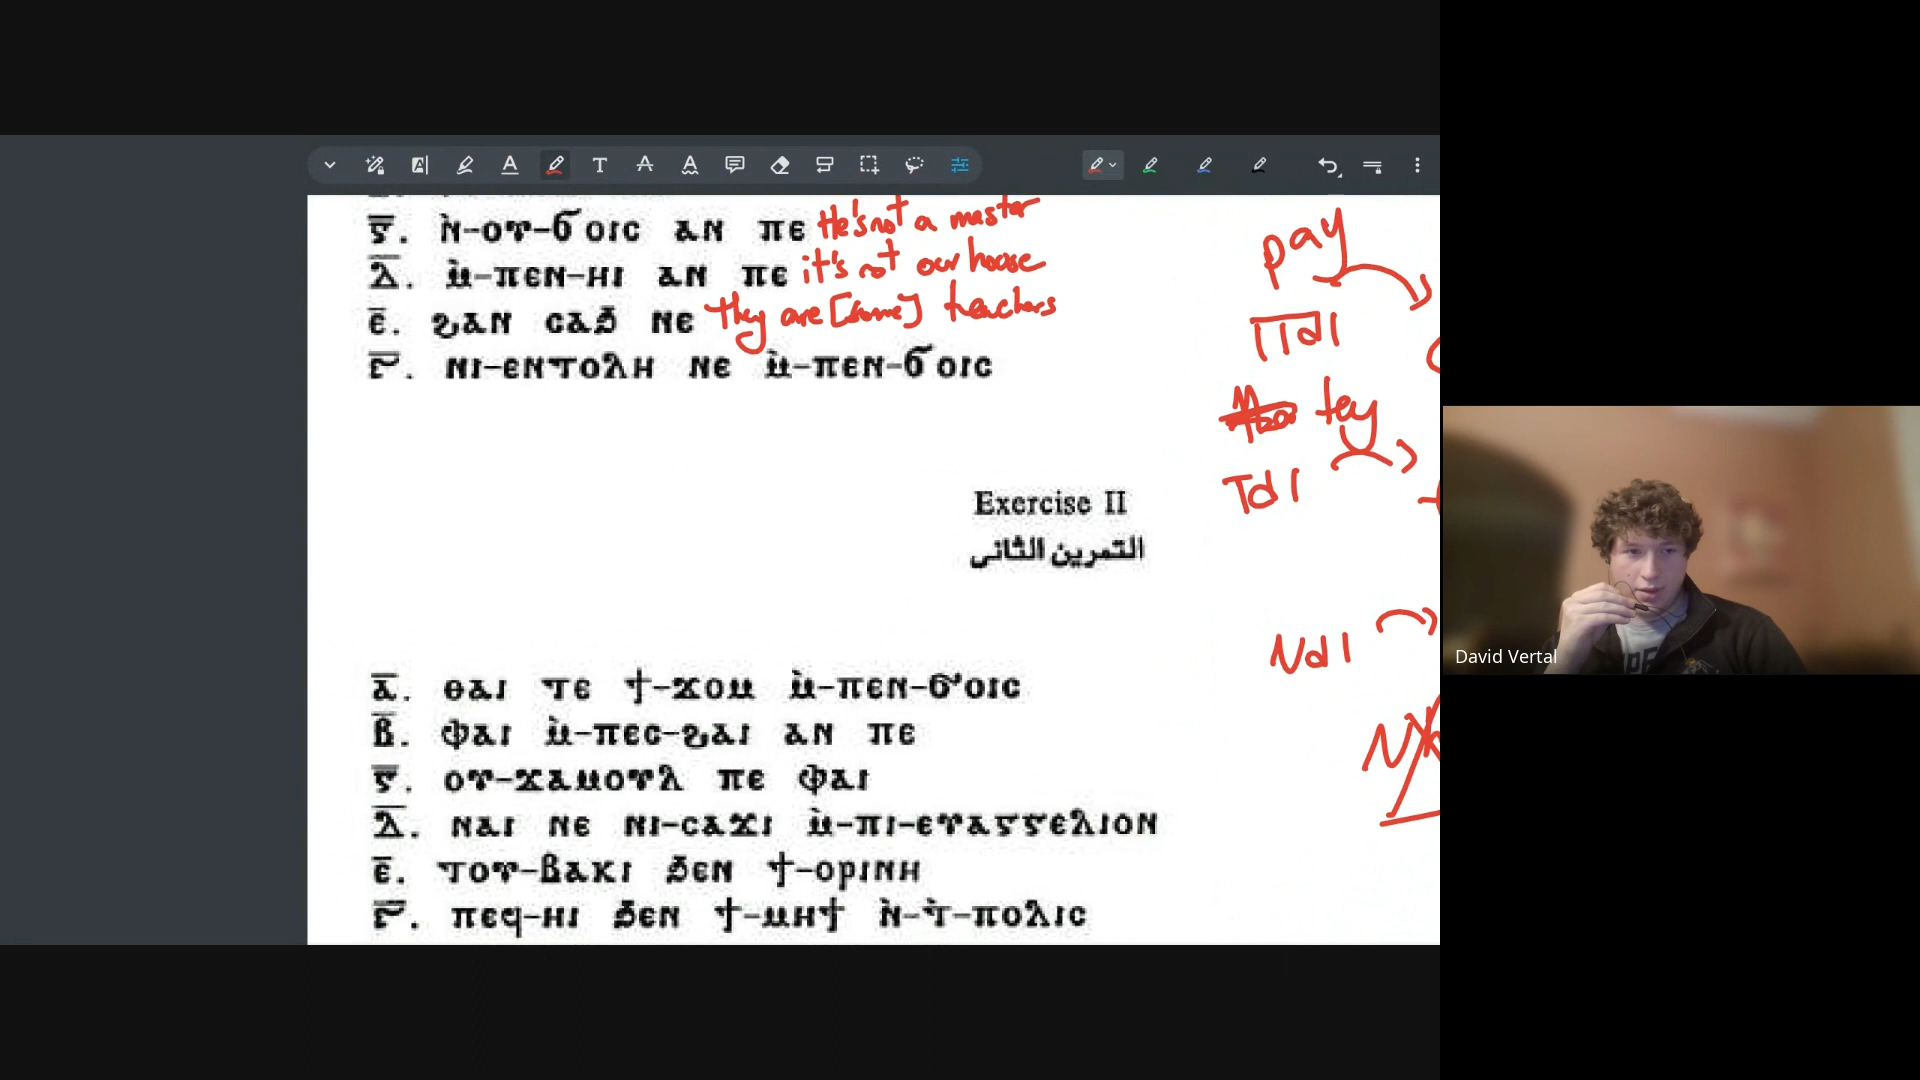 ⲅ̅. ⲛ̀-ⲟⲩ-ϭⲟⲓⲥ ⲁⲛ ⲡⲉ He's not a master
ⲇ̅. ⲙ̀-ⲡⲉⲛ-ⲏⲓ ⲁⲛ ⲡⲉ it's not our house
ⲉ̅. ϩⲁⲛ ⲥⲁϧ ⲛⲉ They are [some] teachers
ⲋ̅. ⲛⲓ-ⲉⲛⲧⲟⲗⲏ ⲛⲉ ⲙ̀-ⲡⲉⲛ-ϭⲟⲓⲥ
Exercise II
التمرين الثانى
ⲁ̅. ⲑⲁⲓ ⲧⲉ ϯ-ϫⲟⲙ ⲙ̀-ⲡⲉⲛ-ϭⲟⲓⲥ
ⲃ̅. ⲫⲁⲓ ⲙ̀-ⲡⲉⲥ-ϩⲁⲓ ⲁⲛ ⲡⲉ
ⲅ̅. ⲟⲩ-ϫⲁⲙⲟⲩⲗ ⲡⲉ ⲫⲁⲓ
ⲇ̅. ⲛⲁⲓ ⲛⲉ ⲛⲓ-ⲥⲁϫⲓ ⲙ̀-ⲡⲓ-ⲉⲩⲁⲅⲅⲉⲗⲓⲟⲛ
ⲉ̅. ⲧⲟⲩ-ⲃⲁⲕⲓ ϧⲉⲛ ϯ-ⲟⲣⲓⲛⲏ
ⲋ̅. ⲡⲉϥ-ⲏⲓ ϧⲉⲛ ϯ-ⲙⲏϯ ⲛ̀-ⲧ̀-ⲡⲟⲗⲓⲥ
pay
ⲡⲁⲓ
tey
ⲧⲁⲓ
ⲛⲁⲓ
David Vertal